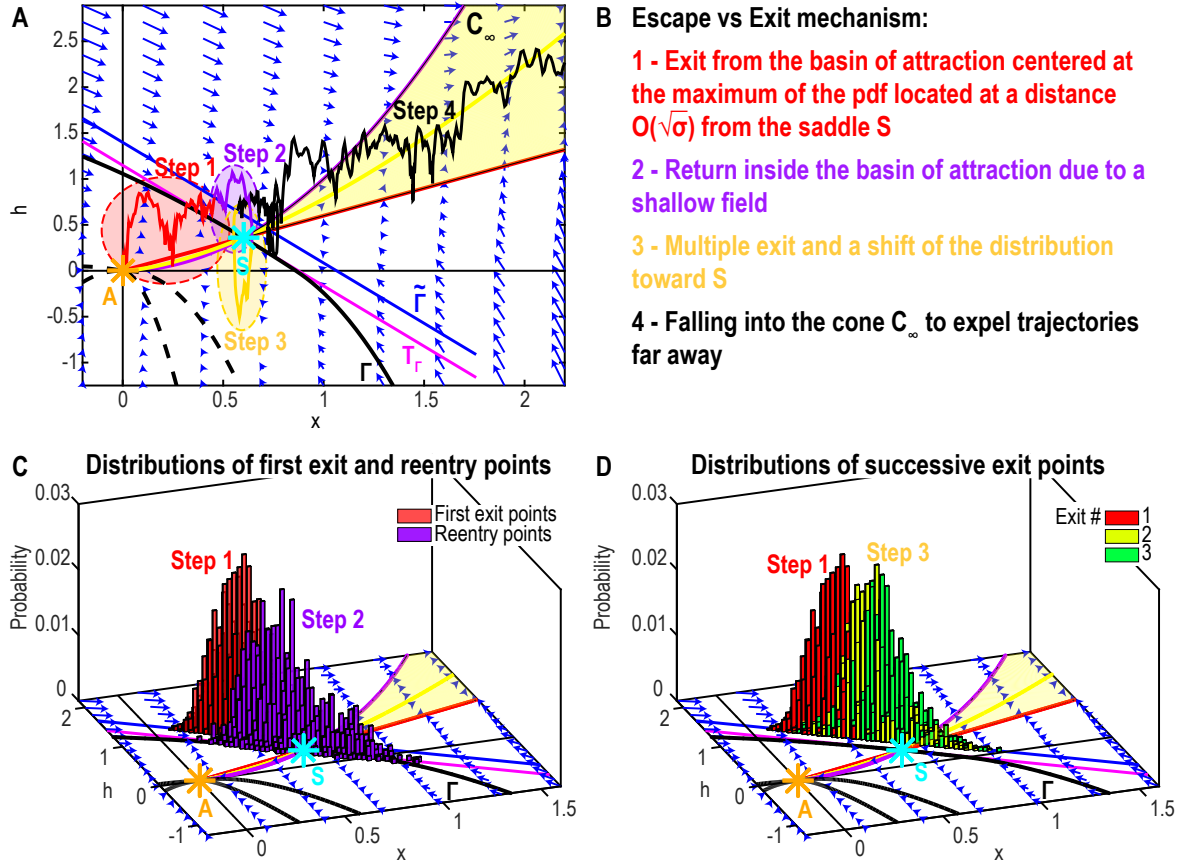 A
h
2.5
2
1.5
1
0.5
0
-0.5
-1
0
0.5
1
1.5
2
x
C∞
Step 4
Step 1
Step 2
Step 3
A
S
Γ̃
T_Γ
Γ
B
Escape vs Exit mechanism:
1 - Exit from the basin of attraction centered at
the maximum of the pdf located at a distance
O(√σ) from the saddle S
2 - Return inside the basin of attraction due to a
shallow field
3 - Multiple exit and a shift of the distribution
toward S
4 - Falling into the cone C∞ to expel trajectories
far away
C
Distributions of first exit and reentry points
0.03
0.02
0.01
0
Probability
First exit points
Reentry points
Step 1
Step 2
2
1
0
-1
h
A
S
Γ
0
0.5
1
1.5
x
D
Distributions of successive exit points
0.03
0.02
0.01
0
Probability
Exit # 1
2
3
Step 1
Step 3
2
1
0
-1
h
A
S
Γ
0
0.5
1
1.5
x